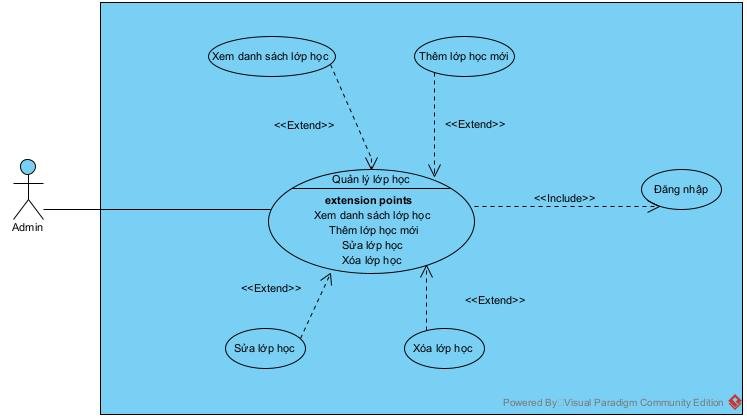 Xem danh sách lớp học
Thêm lớp học mới
<<Extend>>
<<Extend>>
Quản lý lớp học
extension points
Xem danh sách lớp học
Thêm lớp học mới
Sửa lớp học
Xóa lớp học
<<Include>>
Đăng nhập
Admin
<<Extend>>
<<Extend>>
Sửa lớp học
Xóa lớp học
Powered By: Visual Paradigm Community Edition